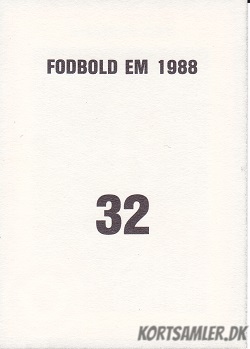 FODBOLD EM 1988
32
KORTSAMLER.DK